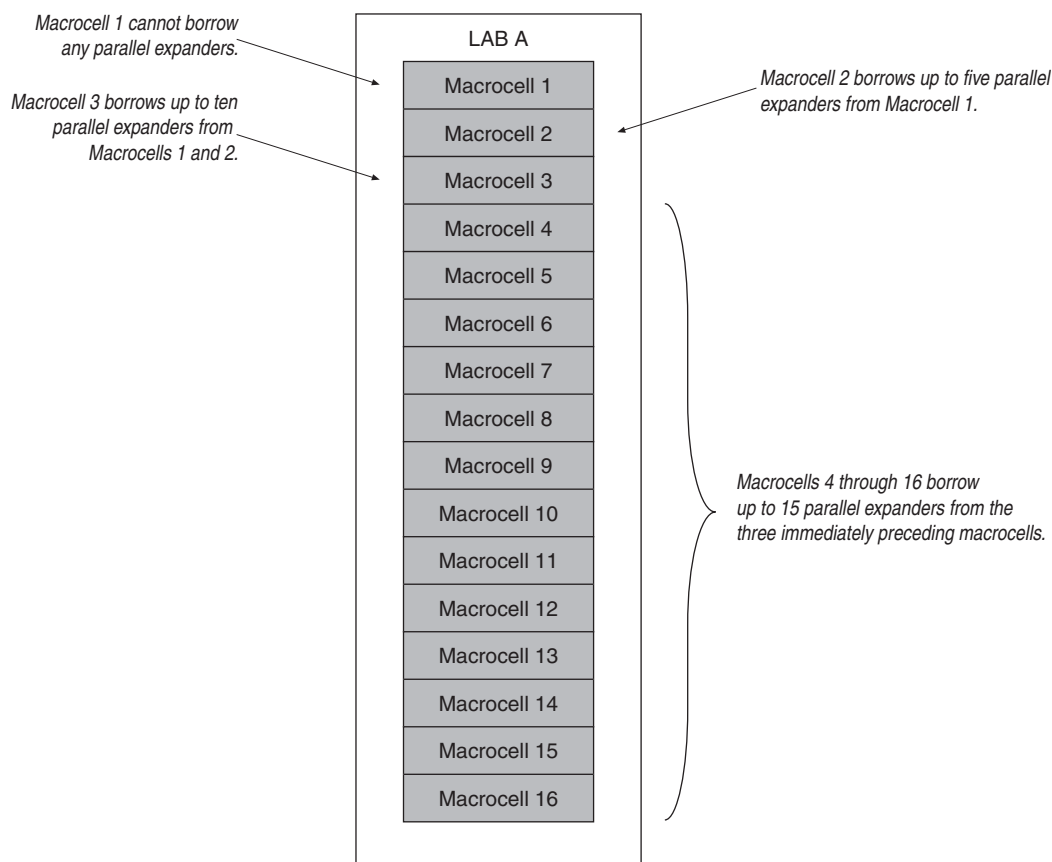 Macrocell 1 cannot borrow
any parallel expanders.
Macrocell 3 borrows up to ten
parallel expanders from
Macrocells 1 and 2.
LAB A
Macrocell 1
Macrocell 2
Macrocell 3
Macrocell 4
Macrocell 5
Macrocell 6
Macrocell 7
Macrocell 8
Macrocell 9
Macrocell 10
Macrocell 11
Macrocell 12
Macrocell 13
Macrocell 14
Macrocell 15
Macrocell 16
Macrocell 2 borrows up to five parallel
expanders from Macrocell 1.
Macrocells 4 through 16 borrow
up to 15 parallel expanders from the
three immediately preceding macrocells.